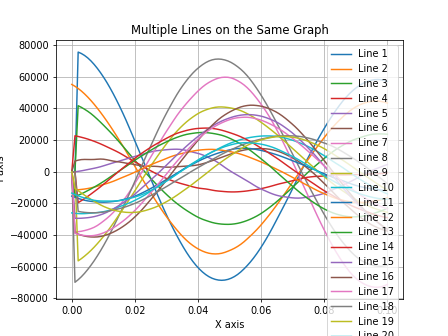 Multiple Lines on the Same Graph
80000
60000
40000
20000
0
−20000
−40000
−60000
−80000
0.00
0.02
0.04
0.06
X axis
Line 1
Line 2
Line 3
Line 4
Line 5
Line 6
Line 7
Line 8
Line 9
Line 10
Line 11
Line 12
Line 13
Line 14
Line 15
Line 16
Line 17
Line 18
Line 19
Line 20